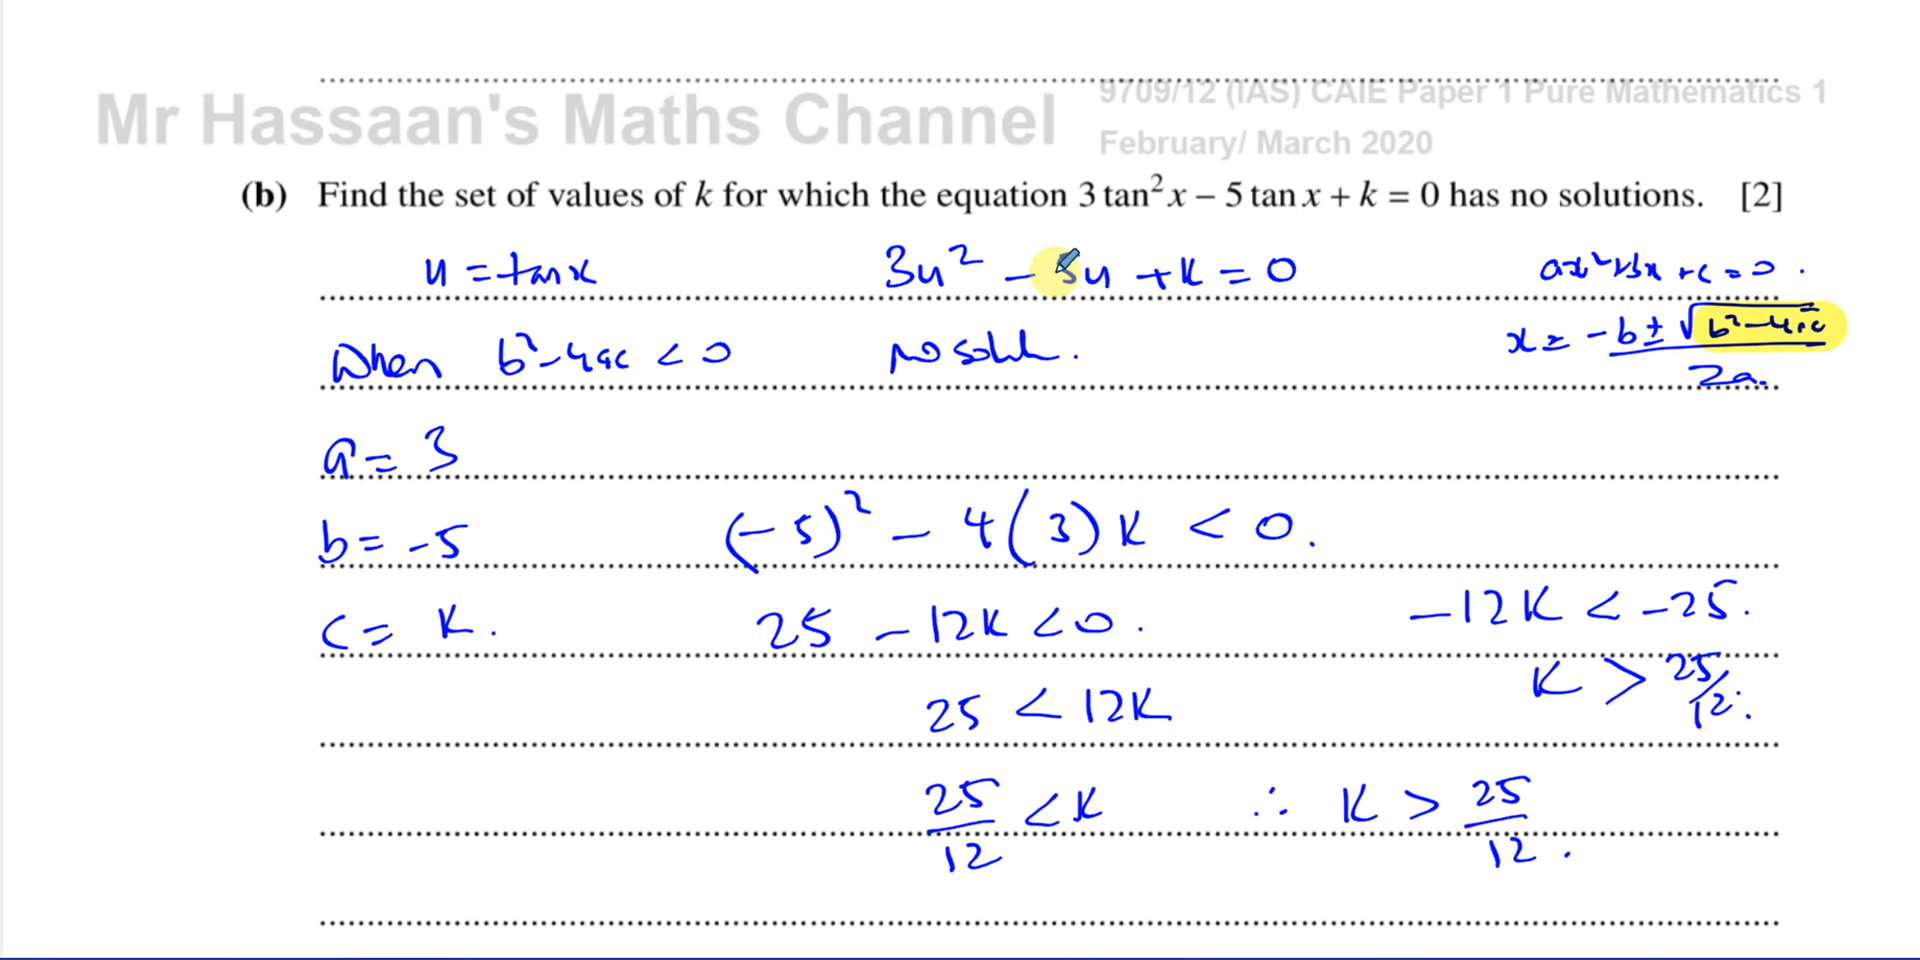 Mr Hassaan's Maths Channel
9709/12 (IAS) CAIE Paper 1 Pure Mathematics 1
February/ March 2020
(b) Find the set of values of k for which the equation 3 tan² x − 5 tan x + k = 0 has no solutions. [2]
u = tanx 3u² − 5u + k = 0 ax² + bx + c = 0 .
When b² − 4ac < 0 No soluti . x = −b ± √b² − 4ac / 2a.
a = 3
b = −5 (−5)² − 4(3)k < 0.
c = k. 25 − 12k < 0. −12k < −25.
25 < 12k k > 25/12.
25/12 < k ∴ k > 25/12.